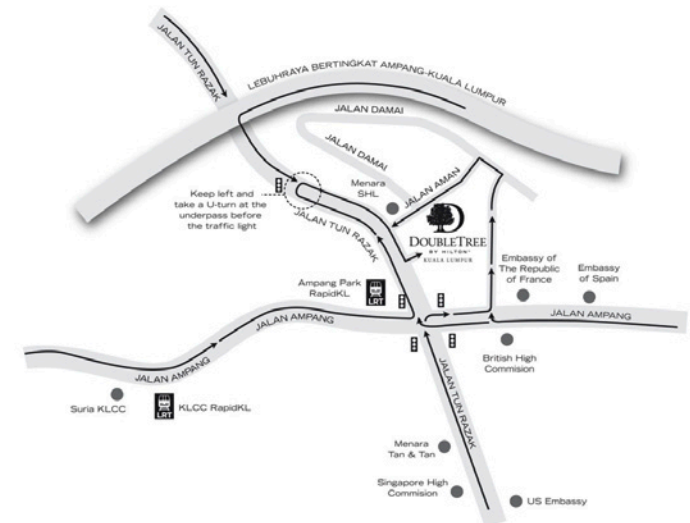 JALAN TUN RAZAK
LEBUHRAYA BERTINGKAT AMPANG-KUALA LUMPUR
JALAN DAMAI
JALAN DAMAI
JALAN AMAN
Menara
SHL
Keep left and
take a U-turn at the
underpass before
the traffic light
JALAN TUN RAZAK
D
DOUBLETREE
BY HILTON™
KUALA LUMPUR
Embassy of
The Republic
of France
Embassy
of Spain
Ampang Park
RapidKL
LRT
JALAN AMPANG
JALAN AMPANG
JALAN AMPANG
British High
Commision
Suria KLCC
LRT
KLCC RapidKL
JALAN TUN RAZAK
Menara
Tan & Tan
Singapore High
Commision
US Embassy